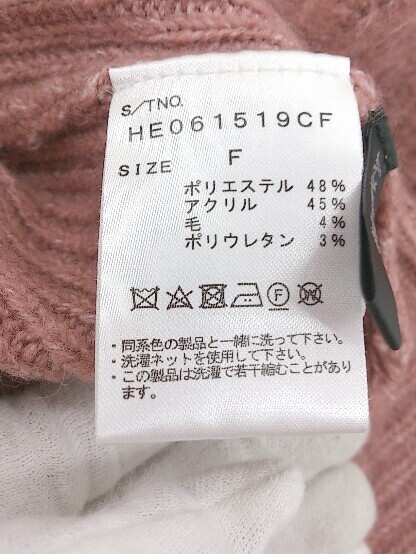 S/TNO.
HE061519CF
SIZE F
ポリエステル 48%
アクリル 45%
毛 4%
ポリウレタン 3%
F W
・同系色の製品と一緒に洗って下さい。
・洗濯ネットを使用して下さい。
・この製品は洗濯で若干縮むことがあり
ます。